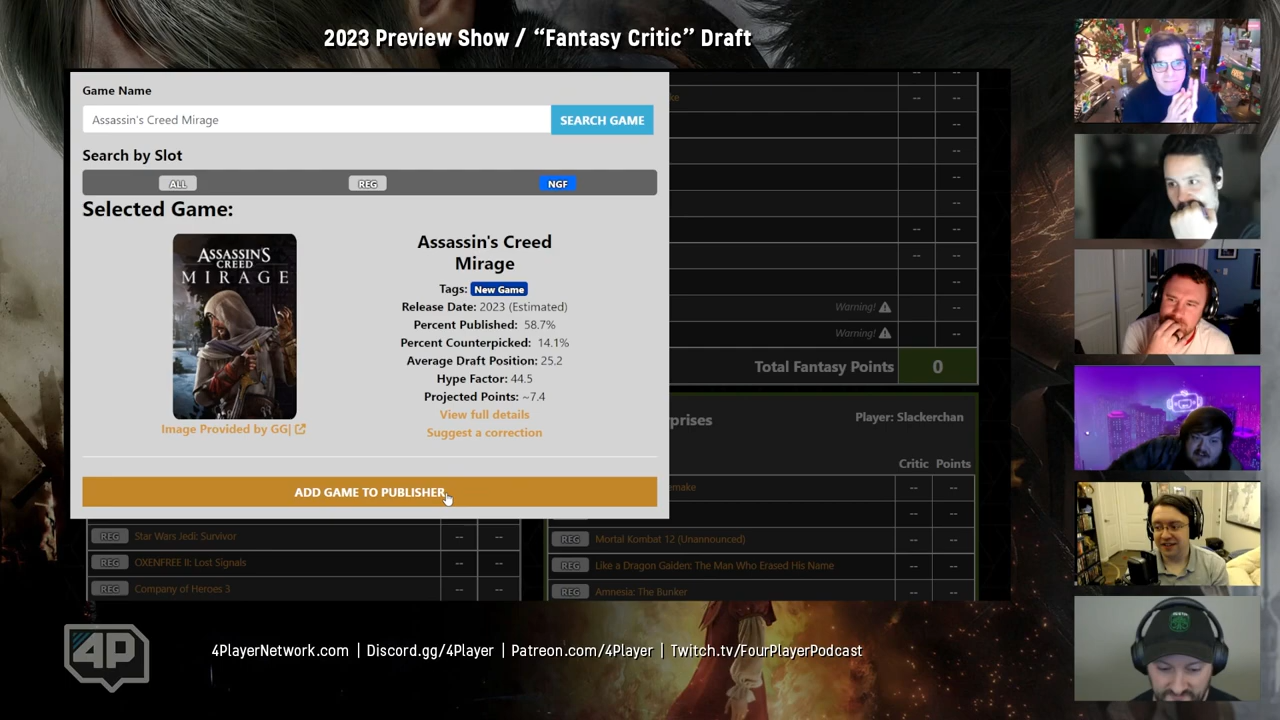 2023 Preview Show / “Fantasy Critic” Draft
Game Name
Assassin's Creed Mirage
SEARCH GAME
Search by Slot
ALL
REG
NGF
Selected Game:
ASSASSIN'S
CREED
MIRAGE
Image Provided by GG|
Assassin's Creed
Mirage
Tags: New Game
Release Date: 2023 (Estimated)
Percent Published: 58.7%
Percent Counterpicked: 14.1%
Average Draft Position: 25.2
Hype Factor: 44.5
Projected Points: ~7.4
View full details
Suggest a correction
ADD GAME TO PUBLISHER
ke -- --
-- --
--
--
--
--
-- --
-- --
--
Warning! --
Warning! --
Total Fantasy Points 0
prises Player: Slackerchan
Critic Points
emake -- --
-- --
REG Star Wars Jedi: Survivor -- --
REG OXENFREE II: Lost Signals -- --
REG Company of Heroes 3 -- --
REG Mortal Kombat 12 (Unannounced) -- --
REG Like a Dragon Gaiden: The Man Who Erased His Name -- --
REG Amnesia: The Bunker -- --
4P
4PlayerNetwork.com | Discord.gg/4Player | Patreon.com/4Player | Twitch.tv/FourPlayerPodcast